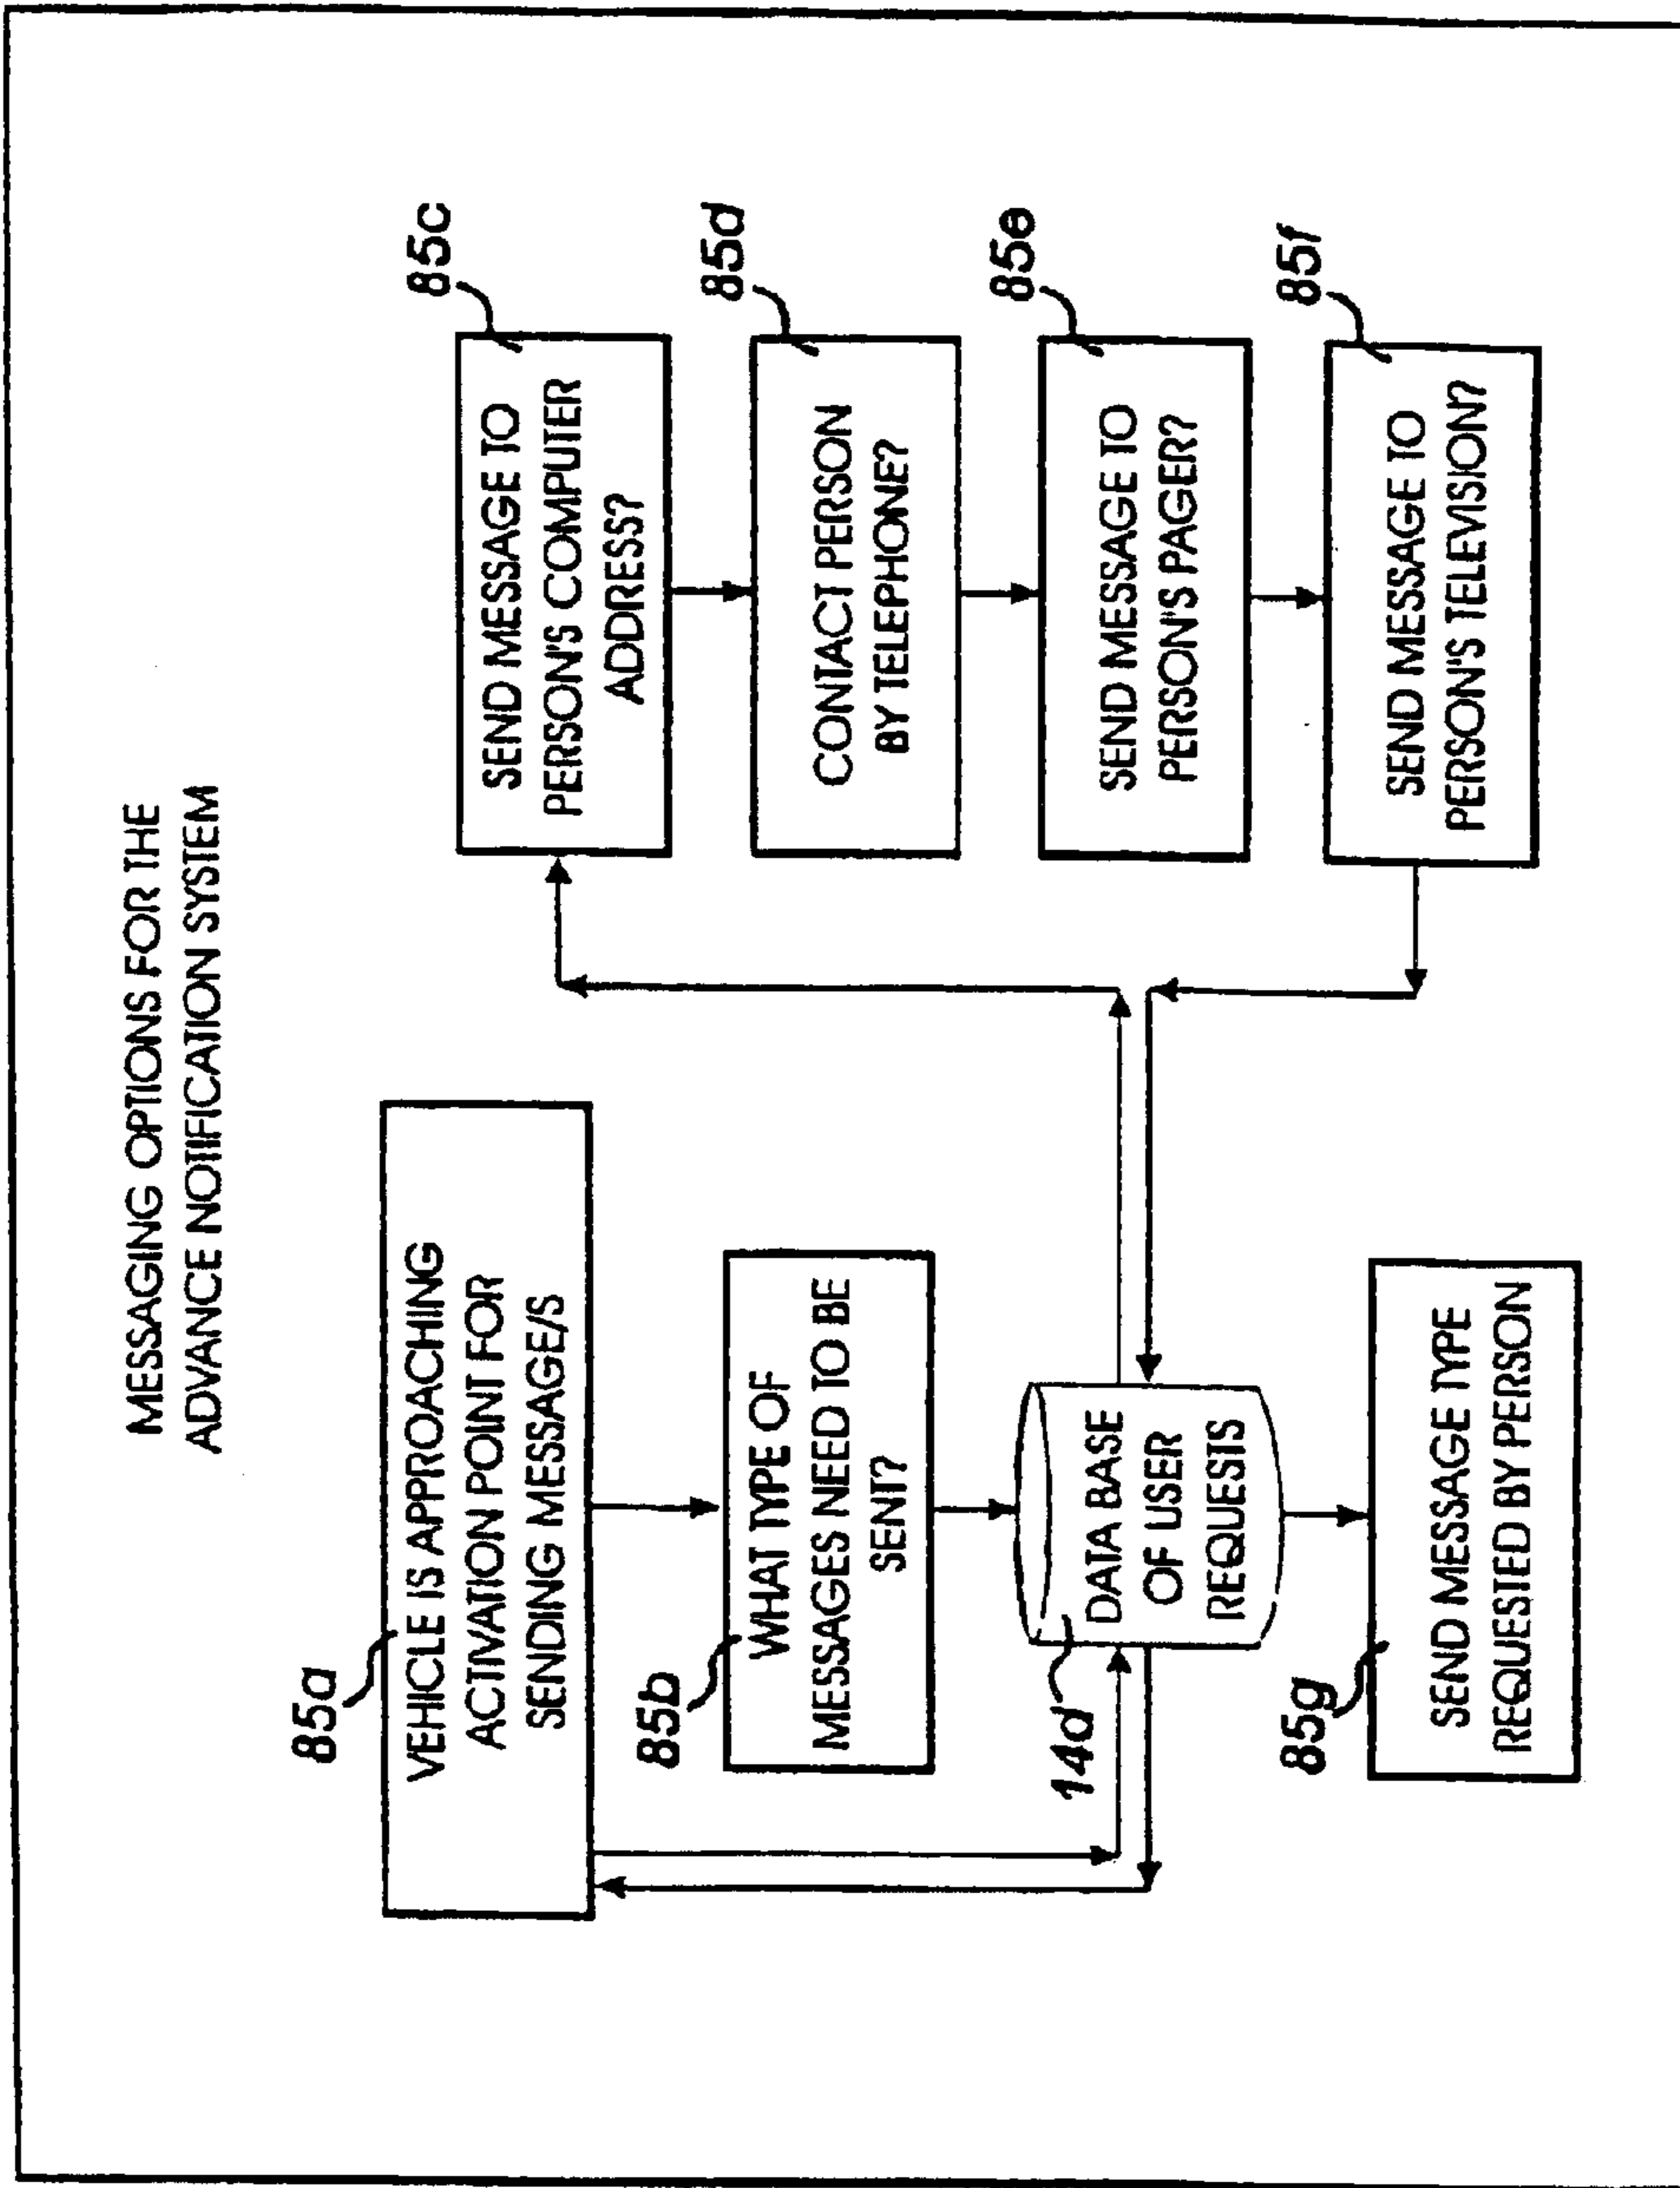 MESSAGING OPTIONS FOR THE
ADVANCE NOTIFICATION SYSTEM
85a
VEHICLE IS APPROACHING
ACTIVATION POINT FOR
SENDING MESSAGE/S
85b
WHAT TYPE OF
MESSAGES NEED TO BE
SENT?
14d
DATA BASE
OF USER
REQUESTS
85g
SEND MESSAGE TYPE
REQUESTED BY PERSON
85c
SEND MESSAGE TO
PERSON'S COMPUTER
ADDRESS?
85d
CONTACT PERSON
BY TELEPHONE?
85e
SEND MESSAGE TO
PERSON'S PAGER?
85f
SEND MESSAGE TO
PERSON'S TELEVISION?